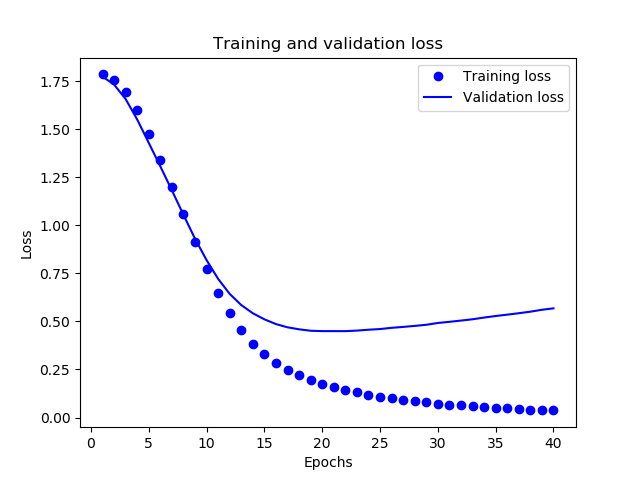 Training and validation loss
Training loss
Validation loss
Loss
1.75
1.50
1.25
1.00
0.75
0.50
0.25
0.00
0 5 10 15 20 25 30 35 40
Epochs